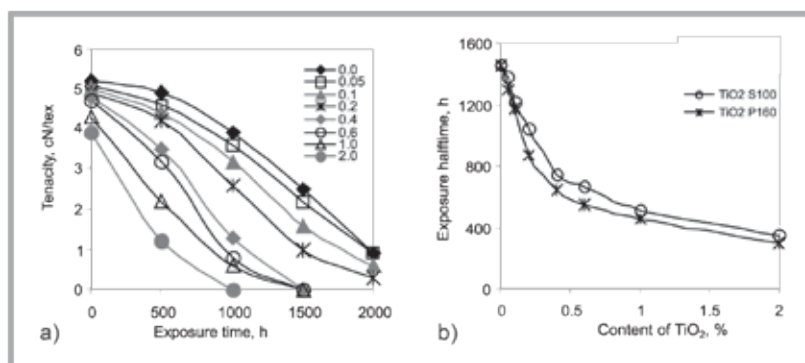 6
5
4
3
2
1
0
Tenacity, cN/tex
0.0
0.05
0.1
0.2
0.4
0.6
1.0
2.0
0 500 1000 1500 2000
a) Exposure time, h
1600
1200
800
400
0
Exposure halftime, h
TiO2 S100
TiO2 P160
0 0.5 1 1.5 2
b) Content of TiO₂, %